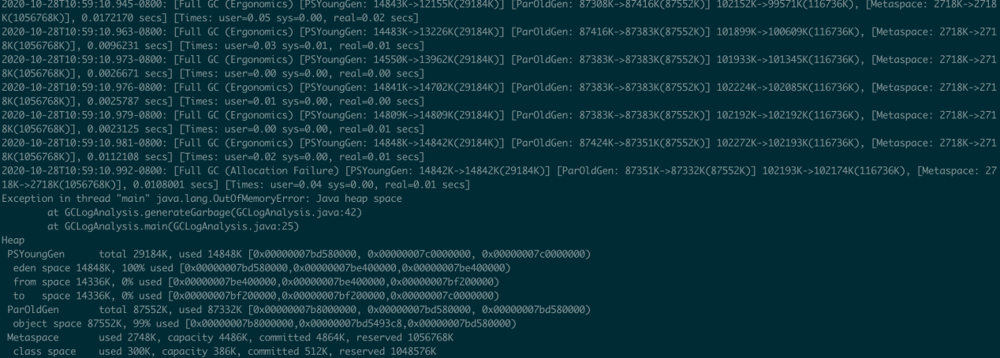 2020-10-28T10:59:10.945-0800: [Full GC (Ergonomics) [PSYoungGen: 14843K->12155K(29184K)] [ParOldGen: 87308K->87416K(87552K)] 102152K->99571K(116736K), [Metaspace: 2718K->2718
K(1056768K)], 0.0172170 secs] [Times: user=0.05 sys=0.00, real=0.02 secs]
2020-10-28T10:59:10.963-0800: [Full GC (Ergonomics) [PSYoungGen: 14483K->13226K(29184K)] [ParOldGen: 87416K->87383K(87552K)] 101899K->100609K(116736K), [Metaspace: 2718K->271
8K(1056768K)], 0.0096231 secs] [Times: user=0.03 sys=0.01, real=0.01 secs]
2020-10-28T10:59:10.973-0800: [Full GC (Ergonomics) [PSYoungGen: 14550K->13962K(29184K)] [ParOldGen: 87383K->87383K(87552K)] 101933K->101345K(116736K), [Metaspace: 2718K->271
8K(1056768K)], 0.0026671 secs] [Times: user=0.00 sys=0.00, real=0.00 secs]
2020-10-28T10:59:10.976-0800: [Full GC (Ergonomics) [PSYoungGen: 14841K->14702K(29184K)] [ParOldGen: 87383K->87383K(87552K)] 102224K->102085K(116736K), [Metaspace: 2718K->271
8K(1056768K)], 0.0025787 secs] [Times: user=0.01 sys=0.00, real=0.00 secs]
2020-10-28T10:59:10.979-0800: [Full GC (Ergonomics) [PSYoungGen: 14809K->14809K(29184K)] [ParOldGen: 87383K->87383K(87552K)] 102192K->102192K(116736K), [Metaspace: 2718K->271
8K(1056768K)], 0.0023125 secs] [Times: user=0.00 sys=0.00, real=0.01 secs]
2020-10-28T10:59:10.981-0800: [Full GC (Ergonomics) [PSYoungGen: 14848K->14842K(29184K)] [ParOldGen: 87424K->87351K(87552K)] 102272K->102193K(116736K), [Metaspace: 2718K->271
8K(1056768K)], 0.0112108 secs] [Times: user=0.02 sys=0.00, real=0.01 secs]
2020-10-28T10:59:10.992-0800: [Full GC (Allocation Failure) [PSYoungGen: 14842K->14842K(29184K)] [ParOldGen: 87351K->87332K(87552K)] 102193K->102174K(116736K), [Metaspace: 27
18K->2718K(1056768K)], 0.0108001 secs] [Times: user=0.04 sys=0.00, real=0.01 secs]
Exception in thread "main" java.lang.OutOfMemoryError: Java heap space
at GCLogAnalysis.generateGarbage(GCLogAnalysis.java:42)
at GCLogAnalysis.main(GCLogAnalysis.java:25)
Heap
PSYoungGen total 29184K, used 14848K [0x00000007bd580000, 0x00000007c0000000, 0x00000007c0000000)
eden space 14848K, 100% used [0x00000007bd580000,0x00000007be400000,0x00000007be400000)
from space 14336K, 0% used [0x00000007be400000,0x00000007be400000,0x00000007bf200000)
to space 14336K, 0% used [0x00000007bf200000,0x00000007bf200000,0x00000007c0000000)
ParOldGen total 87552K, used 87332K [0x00000007b8000000, 0x00000007bd580000, 0x00000007bd580000)
object space 87552K, 99% used [0x00000007b8000000,0x00000007bd5493c8,0x00000007bd580000)
Metaspace used 2748K, capacity 4486K, committed 4864K, reserved 1056768K
class space used 300K, capacity 386K, committed 512K, reserved 1048576K